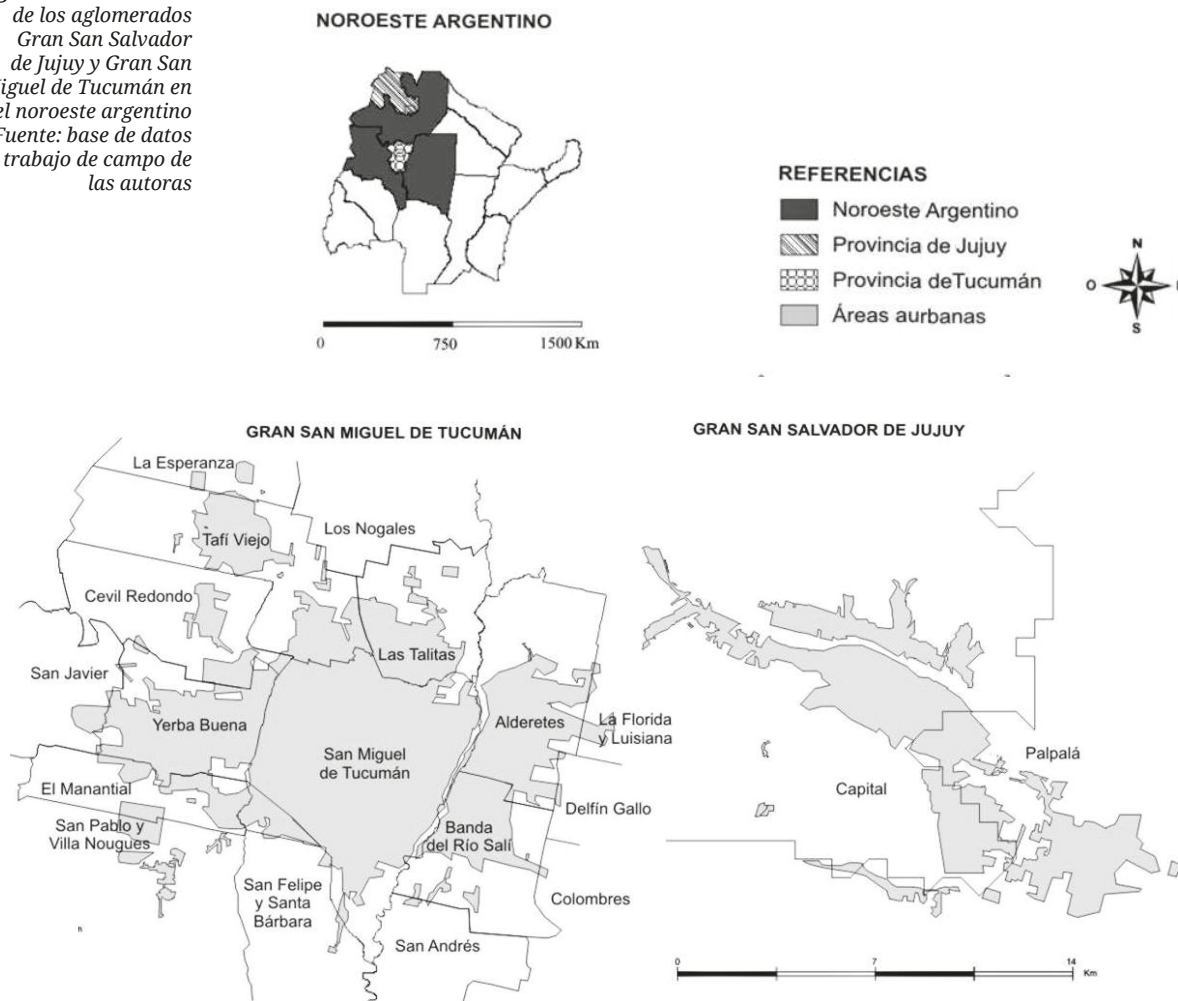 de los aglomerados
Gran San Salvador
de Jujuy y Gran San
Miguel de Tucumán en
el noroeste argentino
Fuente: base de datos
trabajo de campo de
las autoras
NOROESTE ARGENTINO
0 750 1500 Km
REFERENCIAS
Noroeste Argentino
Provincia de Jujuy
Provincia deTucumán
Áreas aurbanas
N
O
S
GRAN SAN MIGUEL DE TUCUMÁN
La Esperanza
Tafí Viejo
Los Nogales
Cevil Redondo
Las Talitas
San Javier
Yerba Buena
Alderetes
La Florida
y Luisiana
San Miguel
de Tucumán
El Manantial
Delfín Gallo
San Pablo y
Villa Nougues
Banda
del Río Salí
San Felipe
y Santa
Bárbara
Colombres
San Andrés
GRAN SAN SALVADOR DE JUJUY
Palpalá
Capital
0 7 14
Km